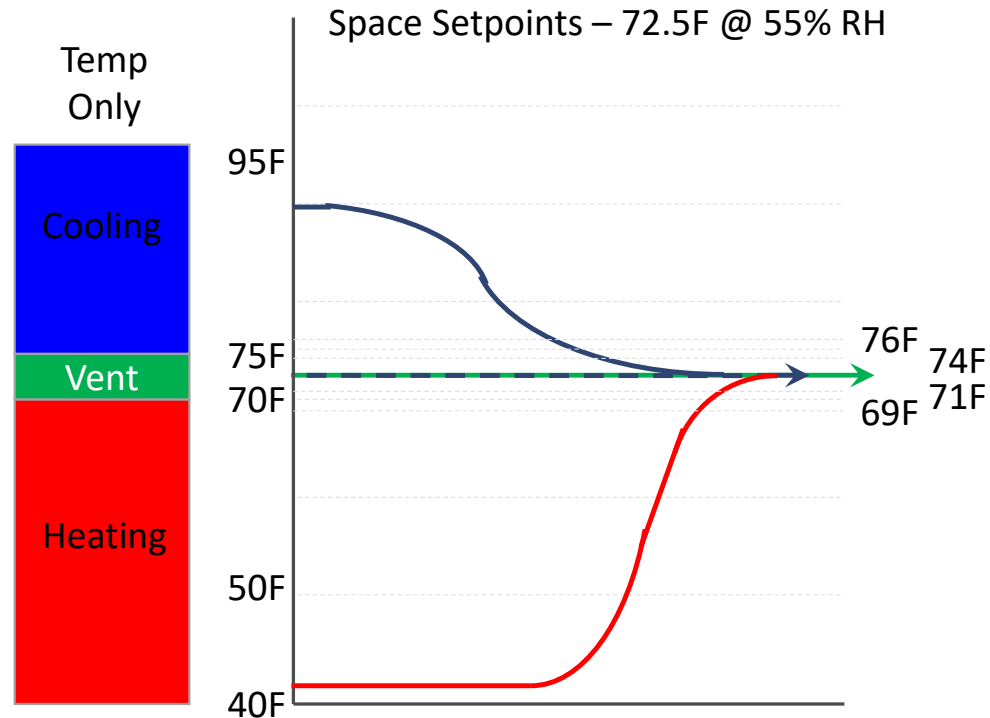 Space Setpoints – 72.5F @ 55% RH
Temp
Only
95F
Cooling
76F
75F
74F
Vent
70F
71F
69F
Heating
50F
40F